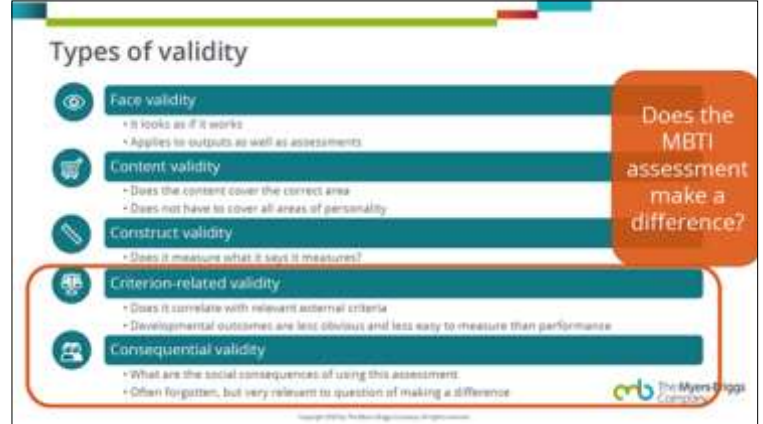 Types of validity
Face validity
• It looks as if it works
• Applies to outputs as well as assessments
Content validity
• Does the content cover the correct area
• Does not have to cover all areas of personality
Construct validity
• Does it measure what it says it measures?
Criterion-related validity
• Does it correlate with relevant external criteria
• Developmental outcomes are less obvious and less easy to measure than performance
Consequential validity
• What are the social consequences of using this assessment
• Often forgotten, but very relevant to question of making a difference
Does the
MBTI
assessment
make a
difference?
The Myers-Briggs
Company